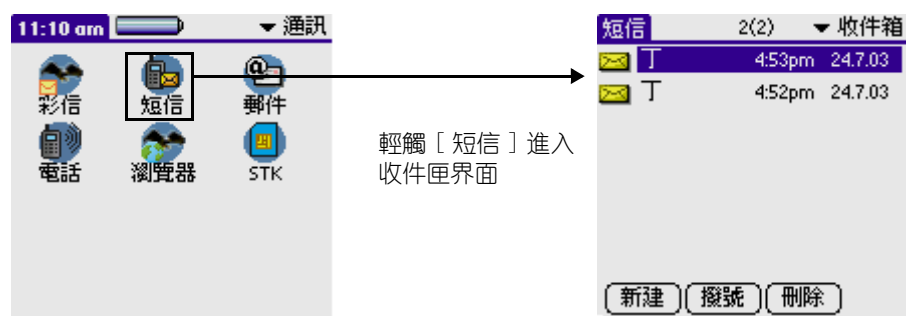 11:10 am 通訊
彩信 短信 郵件
電話 瀏覽器 STK
輕觸［短信］進入
收件匣界面
短信 2(2) 收件箱
丁 4:53pm 24.7.03
丁 4:52pm 24.7.03
新建 撥號 刪除